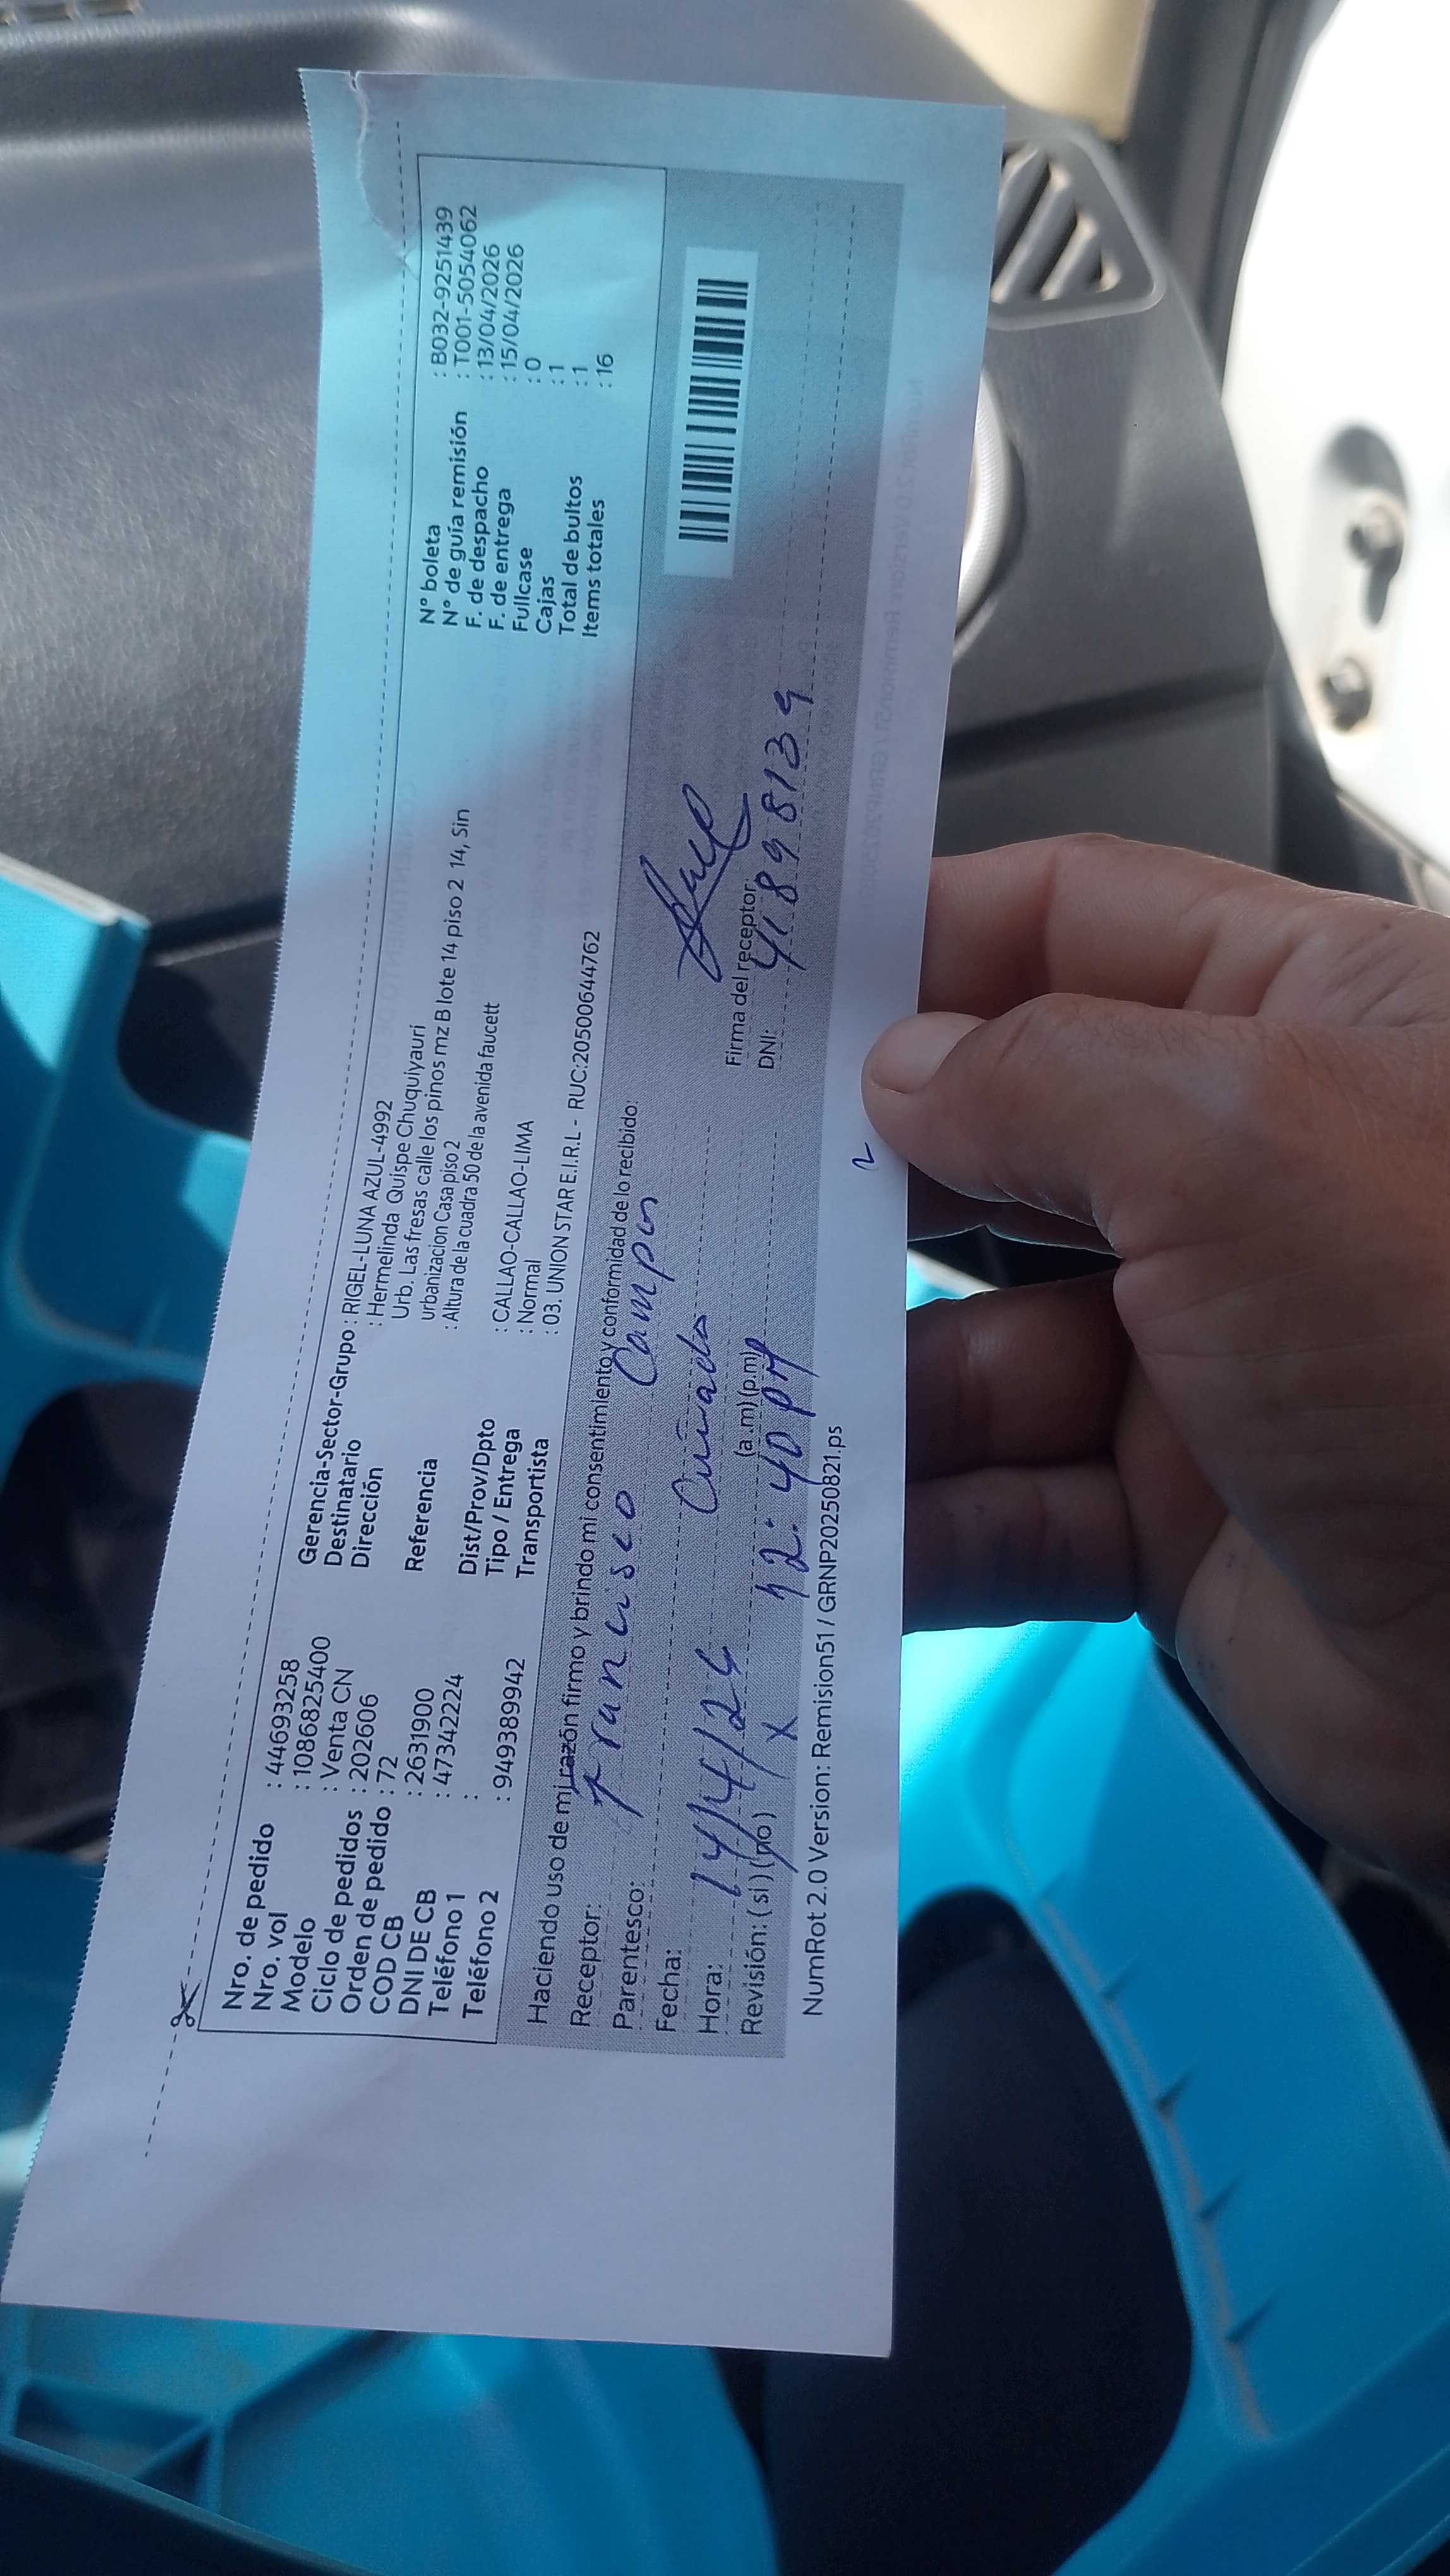 Nro. de pedido : 44693258
Nro. vol : 10868825400
Modelo : Venta CN
Ciclo de pedidos : 202606
Orden de pedido : 72
COD CB : 2631900
DNI DE CB : 47342224
Teléfono 1 :
Teléfono 2 : 949389942
Gerencia-Sector-Grupo : RIGEL-LUNA AZUL-4992
Destinatario : Hermelinda Quispe Chuquiyauri
Dirección Urb. Las fresas calle los pinos mz B lote 14 piso 2 14, Sin
urbanizacion Casa piso 2
Referencia : Altura de la cuadra 50 de la avenida faucett
Dist/Prov/Dpto : CALLAO-CALLAO-LIMA
Tipo / Entrega : Normal
Transportista : 03. UNION STAR E.I.R.L - RUC:20500644762
N° boleta : B032-9251439
N° de guía remisión : T001-5054062
F. de despacho : 13/04/2026
F. de entrega : 15/04/2026
Fullcase : 0
Cajas : 1
Total de bultos : 1
Items totales : 16
Haciendo uso de mi razón firmo y brindo mi consentimiento y conformidad de lo recibido:
Receptor: Francisco Campos
Parentesco: Cuñado
Fecha: 14/4/26
Hora: 12:40 PM (a.m) (p.m)
Revisión: (si) (no) X
Firma del receptor:
DNI: 41898139
NumRot 2.0 Version: Remision51 / GRNP20250821.ps